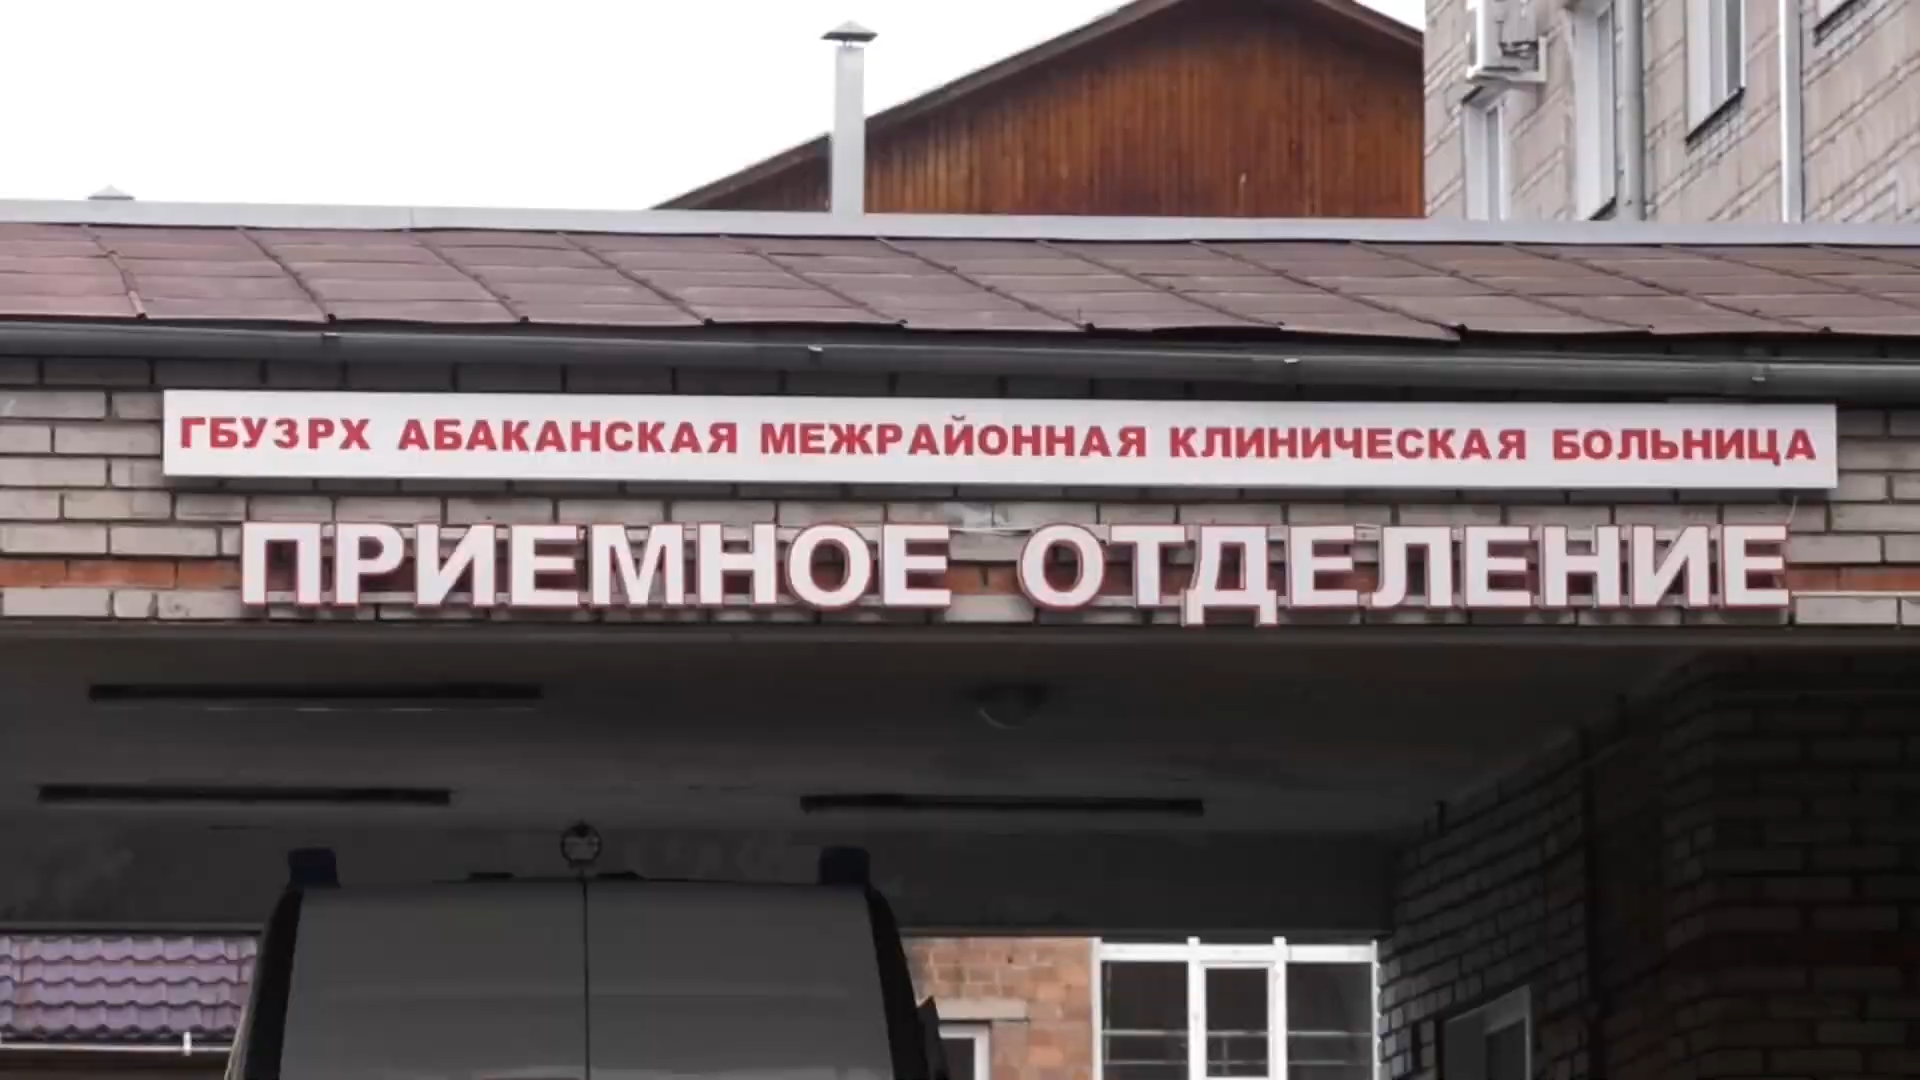 ГБУЗРХ АБАКАНСКАЯ МЕЖРАЙОННАЯ КЛИНИЧЕСКАЯ БОЛЬНИЦА
ПРИЕМНОЕ ОТДЕЛЕНИЕ